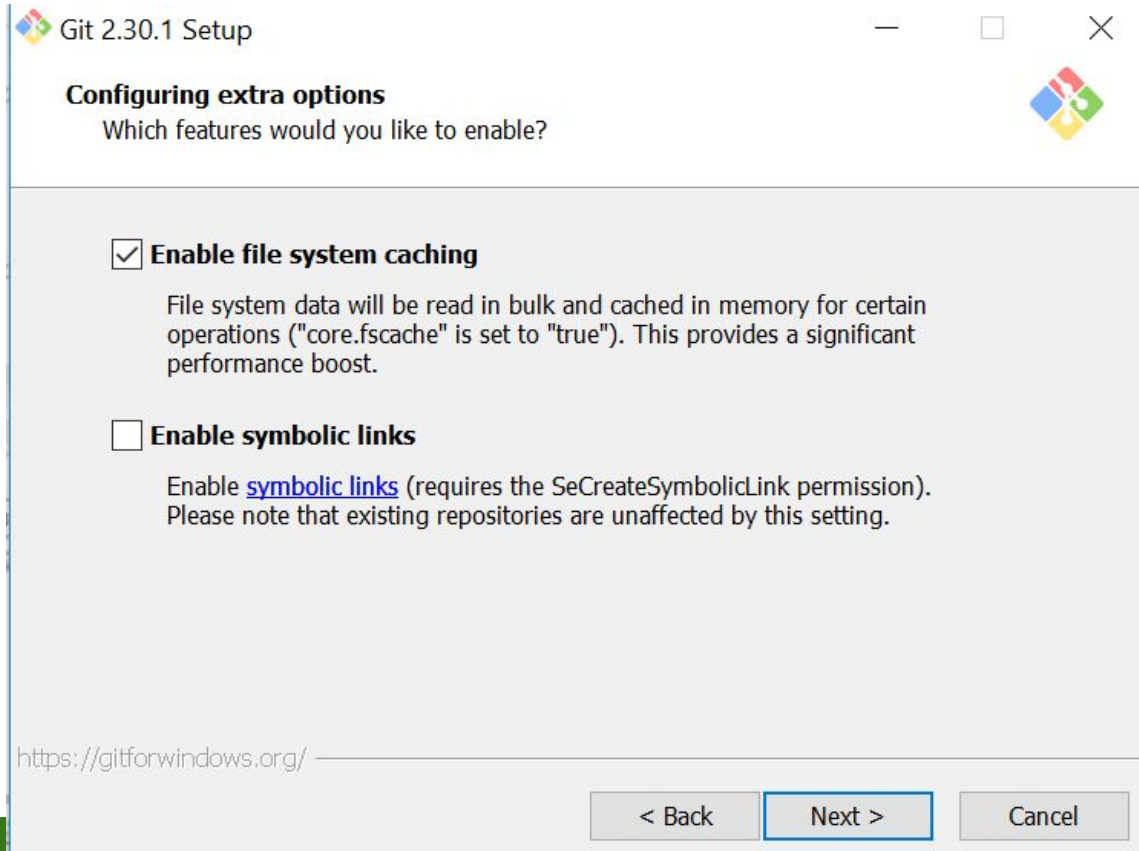 Git 2.30.1 Setup
Configuring extra options
Which features would you like to enable?
Enable file system caching
File system data will be read in bulk and cached in memory for certain
operations ("core.fscache" is set to "true"). This provides a significant
performance boost.
Enable symbolic links
Enable symbolic links (requires the SeCreateSymbolicLink permission).
Please note that existing repositories are unaffected by this setting.
https://gitforwindows.org/
< Back
Next >
Cancel